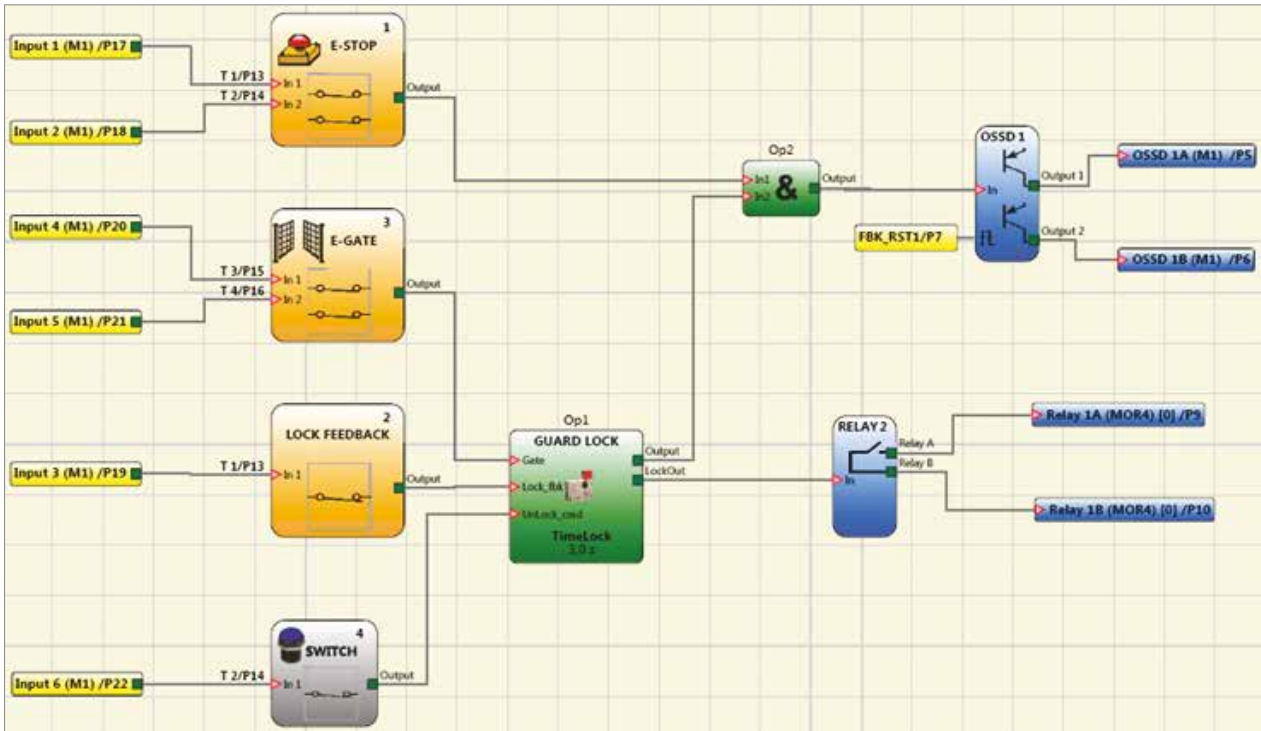 1
Input 1 (M1) /P17
E-STOP
T 1/P13
In 1
Output
T 2/P14
In 2
Input 2 (M1) /P18
3
Input 4 (M1) /P20
E-GATE
T 3/P15
In 1
Output
T 4/P16
In 2
Input 5 (M1) /P21
2
LOCK FEEDBACK
Input 3 (M1) /P19
T 1/P13
In 1
Output
4
SWITCH
Input 6 (M1) /P22
T 2/P14
In 1
Output
Op1
GUARD LOCK
Gate
Output
LockOut
Lock_fbk
UnLock_cmd
TimeLock
3,0 s
Op2
In1
&
Output
In2
FBK_RST1/P7
OSSD 1
In
Output 1
OSSD 1A (M1) /P5
Output 2
OSSD 1B (M1) /P6
RELAY 2
Relay A
Relay 1A (MOR4) [0] /P9
Relay B
In
Relay 1B (MOR4) [0] /P10